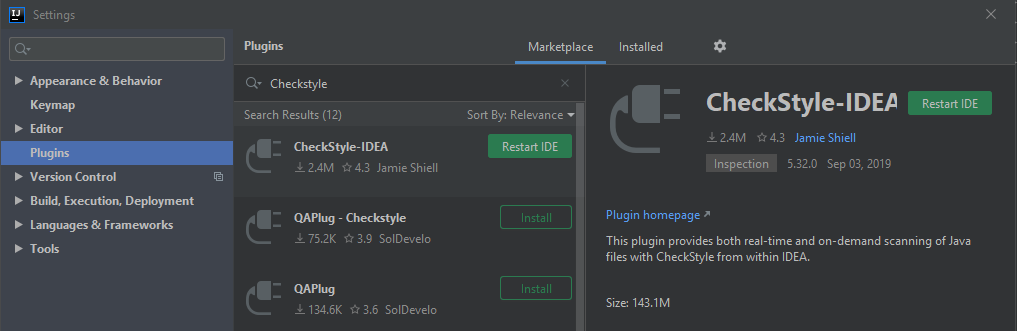 IJ Settings
Appearance & Behavior
Keymap
Editor
Plugins
Version Control
Build, Execution, Deployment
Languages & Frameworks
Tools
Plugins
Marketplace Installed
Checkstyle
Search Results (12) Sort By: Relevance
CheckStyle-IDEA Restart IDE
2.4M 4.3 Jamie Shiell
QAPlug - Checkstyle Install
75.2K 3.9 SolDevelo
QAPlug Install
134.6K 3.6 SolDevelo
CheckStyle-IDEA Restart IDE
2.4M 4.3 Jamie Shiell
Inspection 5.32.0 Sep 03, 2019
Plugin homepage
This plugin provides both real-time and on-demand scanning of Java
files with CheckStyle from within IDEA.
Size: 143.1M